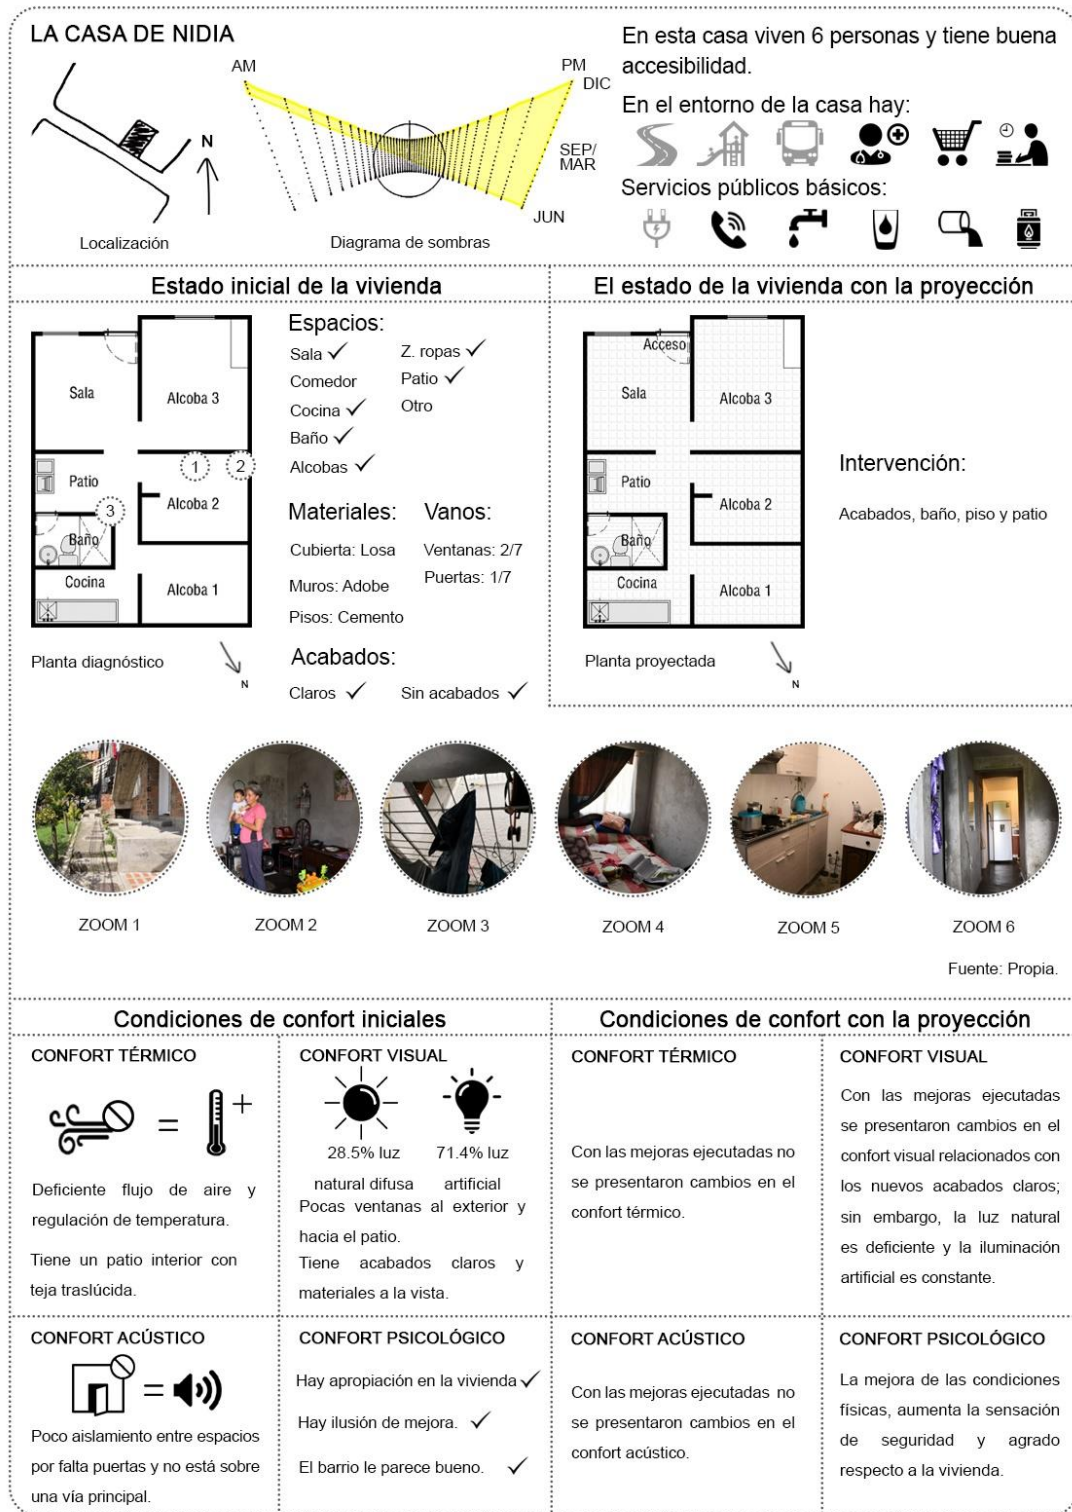 LA CASA DE NIDIA
N
Localización
AM
PM
DIC
SEP/
MAR
JUN
Diagrama de sombras
En esta casa viven 6 personas y tiene buena
accesibilidad.
En el entorno de la casa hay:
Servicios públicos básicos:
Estado inicial de la vivienda
Sala
Alcoba 3
1
2
Patio
3
Alcoba 2
Baño
Cocina
Alcoba 1
Planta diagnóstico
N
Espacios:
Sala ✓
Z. ropas ✓
Comedor
Patio ✓
Cocina ✓
Otro
Baño ✓
Alcobas ✓
Materiales:
Cubierta: Losa
Muros: Adobe
Pisos: Cemento
Vanos:
Ventanas: 2/7
Puertas: 1/7
Acabados:
Claros ✓
Sin acabados ✓
El estado de la vivienda con la proyección
Acceso
Sala
Alcoba 3
Patio
Alcoba 2
Baño
Cocina
Alcoba 1
Planta proyectada
N
Intervención:
Acabados, baño, piso y patio
ZOOM 1
ZOOM 2
ZOOM 3
ZOOM 4
ZOOM 5
ZOOM 6
Fuente: Propia.
Condiciones de confort iniciales
CONFORT TÉRMICO
= +
Deficiente flujo de aire y
regulación de temperatura.
Tiene un patio interior con
teja traslúcida.
CONFORT VISUAL
28.5% luz
natural difusa
71.4% luz
artificial
Pocas ventanas al exterior y
hacia el patio.
Tiene acabados claros y
materiales a la vista.
CONFORT ACÚSTICO
=
Poco aislamiento entre espacios
por falta puertas y no está sobre
una vía principal.
CONFORT PSICOLÓGICO
Hay apropiación en la vivienda ✓
Hay ilusión de mejora. ✓
El barrio le parece bueno. ✓
Condiciones de confort con la proyección
CONFORT TÉRMICO
Con las mejoras ejecutadas no
se presentaron cambios en el
confort térmico.
CONFORT VISUAL
Con las mejoras ejecutadas
se presentaron cambios en el
confort visual relacionados con
los nuevos acabados claros;
sin embargo, la luz natural
es deficiente y la iluminación
artificial es constante.
CONFORT ACÚSTICO
Con las mejoras ejecutadas no
se presentaron cambios en el
confort acústico.
CONFORT PSICOLÓGICO
La mejora de las condiciones
físicas, aumenta la sensación
de seguridad y agrado
respecto a la vivienda.